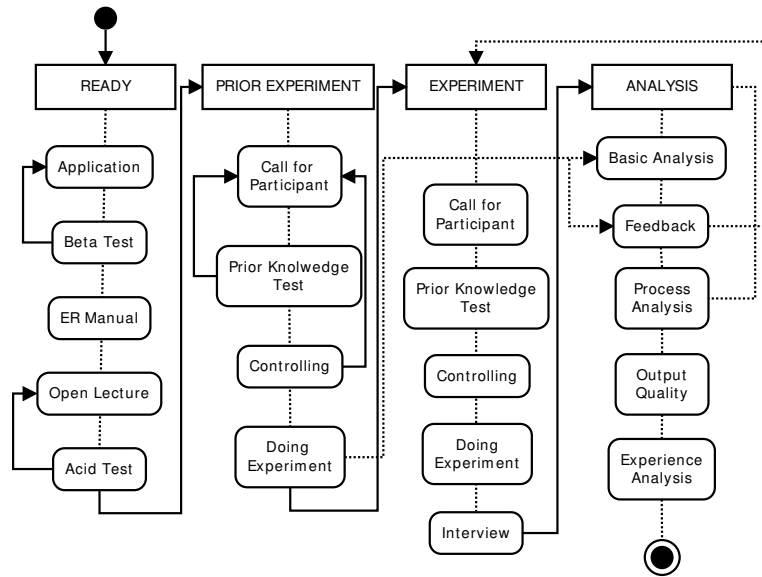 READY
Application
Beta Test
ER Manual
Open Lecture
Acid Test
PRIOR EXPERIMENT
Call for
Participant
Prior Knolwedge
Test
Controlling
Doing
Experiment
EXPERIMENT
Call for
Participant
Prior Knowledge
Test
Controlling
Doing
Experiment
Interview
ANALYSIS
Basic Analysis
Feedback
Process
Analysis
Output
Quality
Experience
Analysis